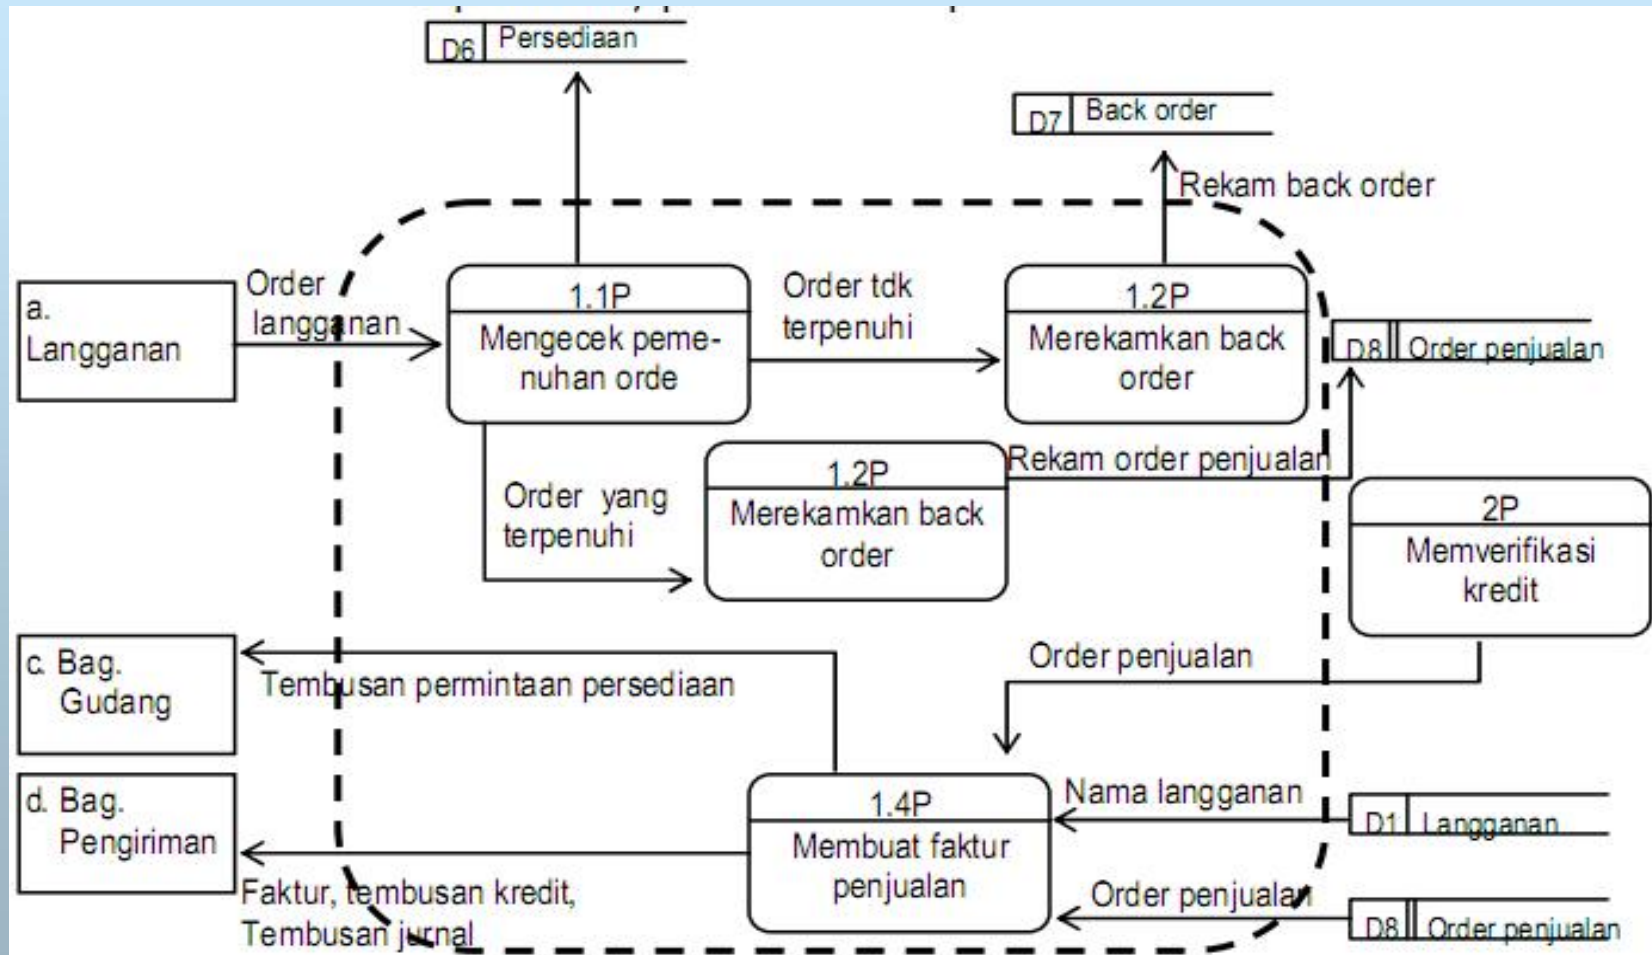 D6 Persediaan
D7 Back order
Rekam back order
a.
Langganan
Order
langganan
1.1P
Mengecek peme-
nuhan orde
Order tdk
terpenuhi
1.2P
Merekamkan back
order
D8 Order penjualan
Order yang
terpenuhi
1.2P
Merekamkan back
order
Rekam order penjualan
2P
Memverifikasi
kredit
c. Bag.
Gudang
Tembusan permintaan persediaan
Order penjualan
d. Bag.
Pengiriman
Faktur, tembusan kredit,
Tembusan jurnal
1.4P
Membuat faktur
penjualan
Nama langganan
D1 Langganan
Order penjualan
D8 Order penjualan